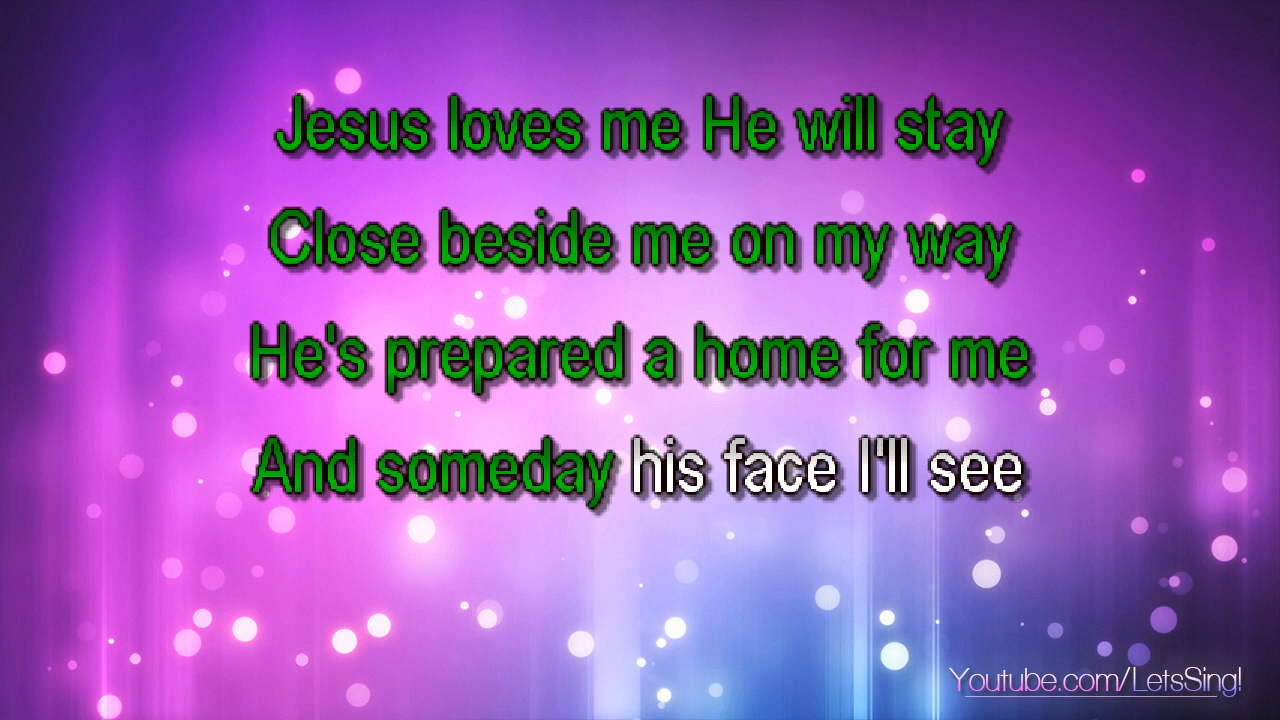 Jesus loves me He will stay
Close beside me on my way
He's prepared a home for me
And someday his face I'll see
Youtube.com/LetsSing!